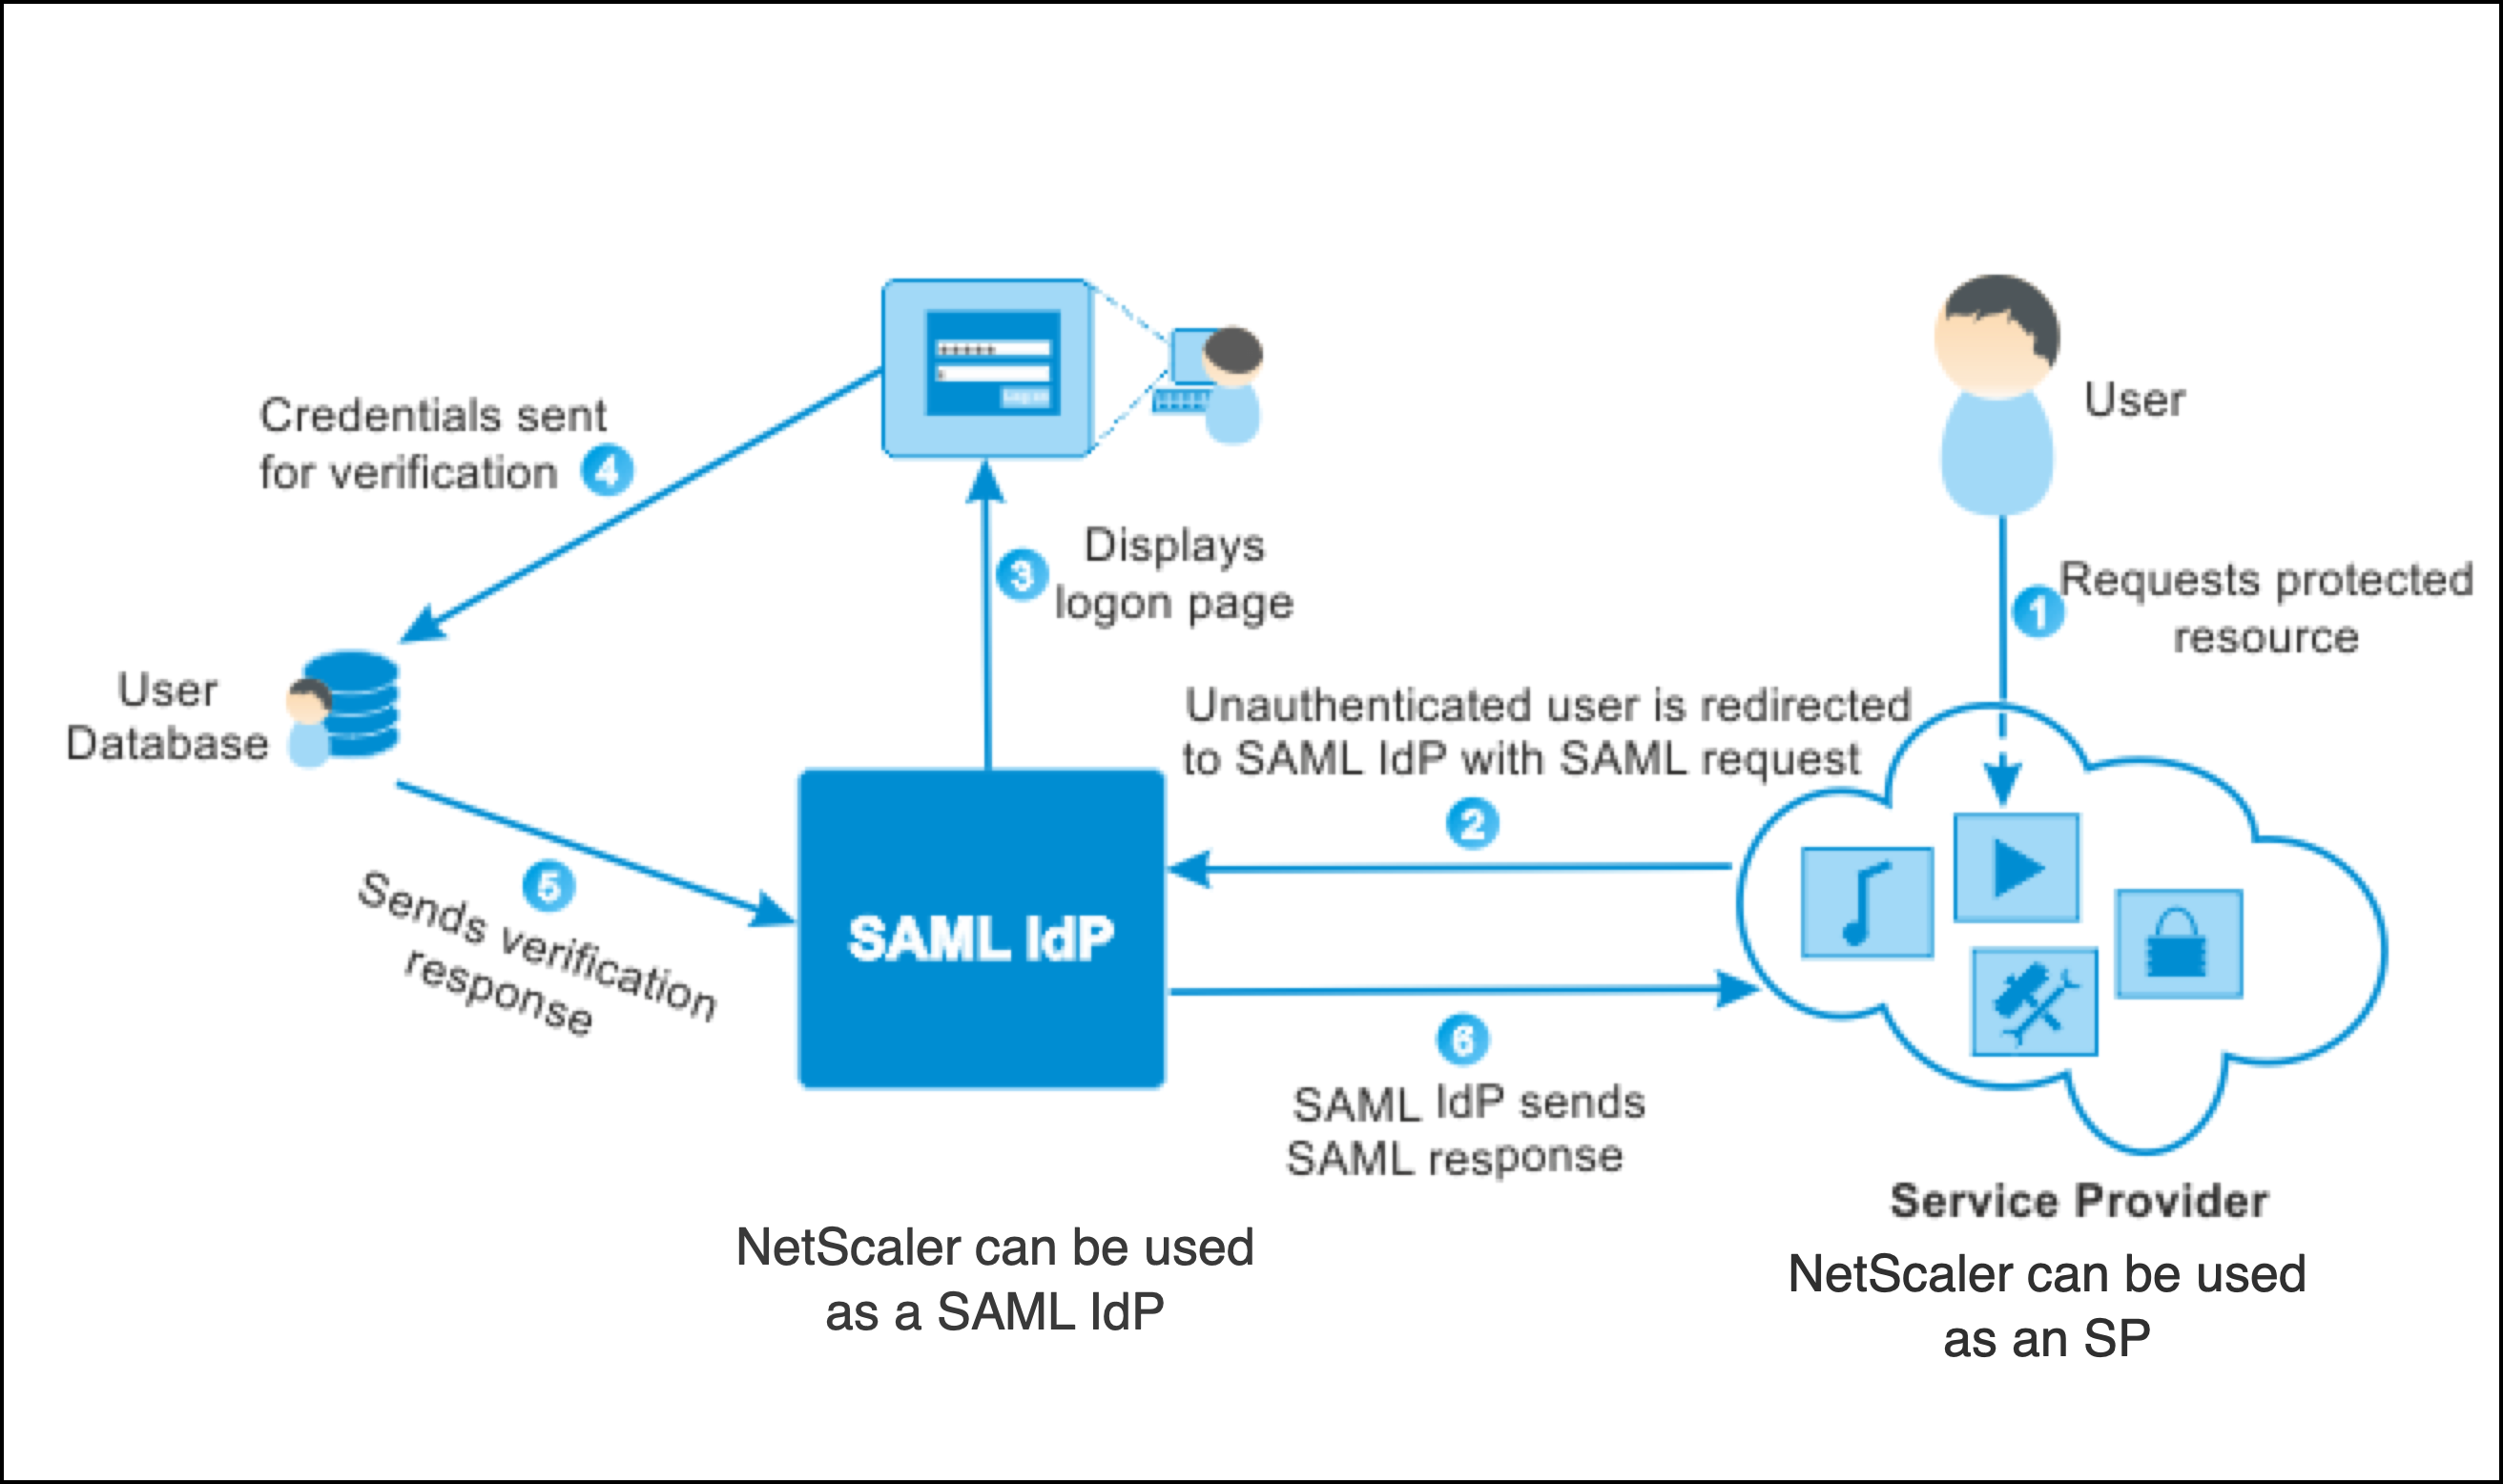 Credentials sent
for verification 4
User
Requests protected
1
resource
Displays
3
logon page
User
Database
Unauthenticated user is redirected
to SAML IdP with SAML request
2
5
Sends verification
response
SAML IdP
6
SAML IdP sends
SAML response
Service Provider
NetScaler can be used
as a SAML IdP
NetScaler can be used
as an SP